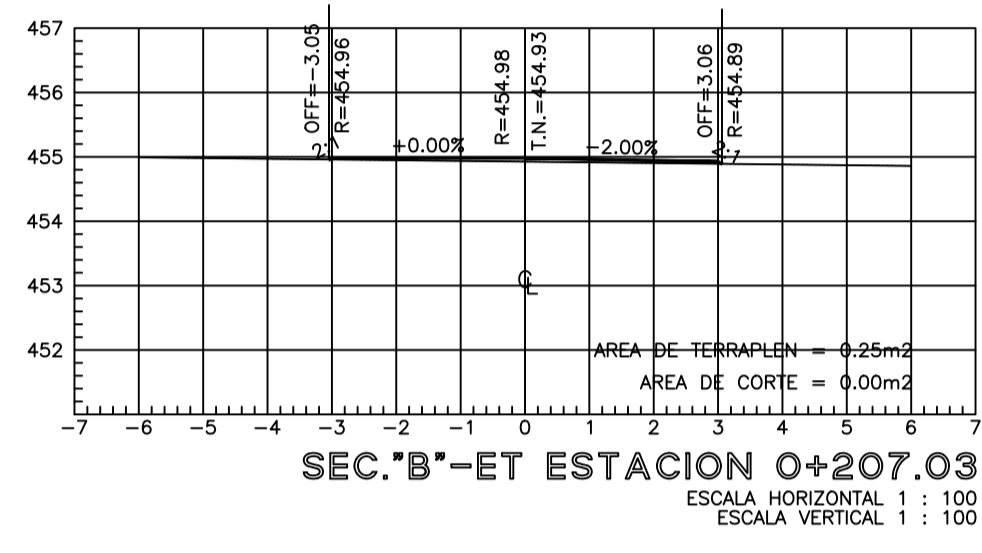 457
456
455
454
453
452
OFF=-3.05
R=454.96
R=454.98
T.N.=454.93
OFF=3.06
R=454.89
2:1
+0.00%
-2.00%
2:1
CL
AREA DE TERRAPLEN = 0.25m2
AREA DE CORTE = 0.00m2
-7 -6 -5 -4 -3 -2 -1 0 1 2 3 4 5 6 7
SEC."B"-ET ESTACION 0+207.03
ESCALA HORIZONTAL 1 : 100
ESCALA VERTICAL 1 : 100